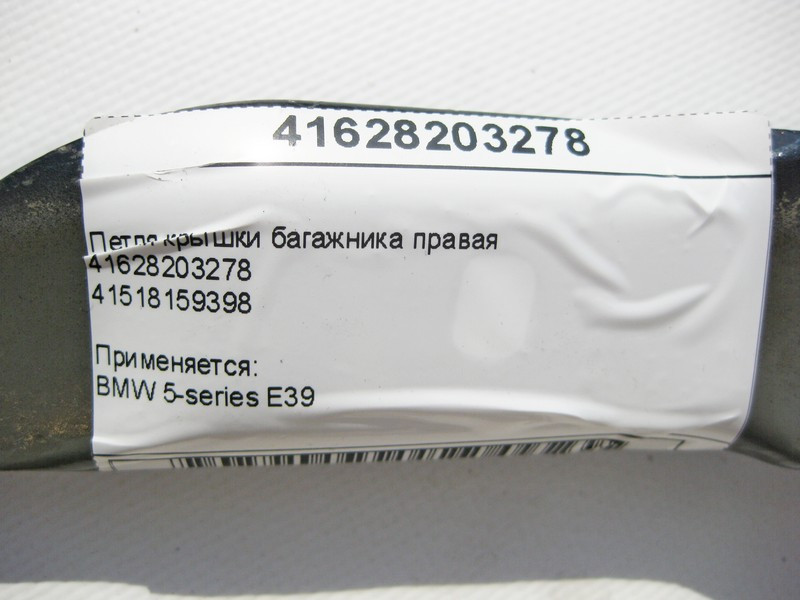 41628203278
Петля крышки багажника правая
41628203278
41518159398
Применяется:
BMW 5-series E39